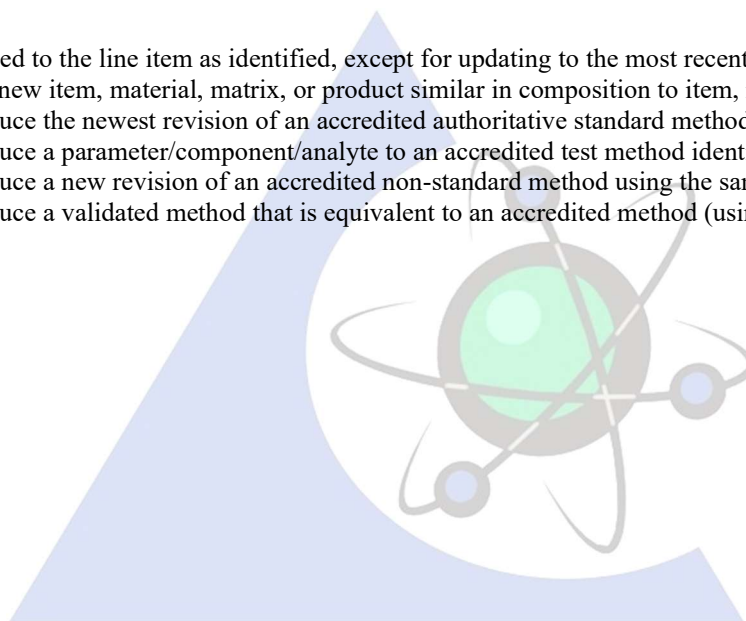 ed to the line item as identified, except for updating to the most recent
new item, material, matrix, or product similar in composition to item,
uce the newest revision of an accredited authoritative standard method
uce a parameter/component/analyte to an accredited test method ident
uce a new revision of an accredited non-standard method using the sar
uce a validated method that is equivalent to an accredited method (usi